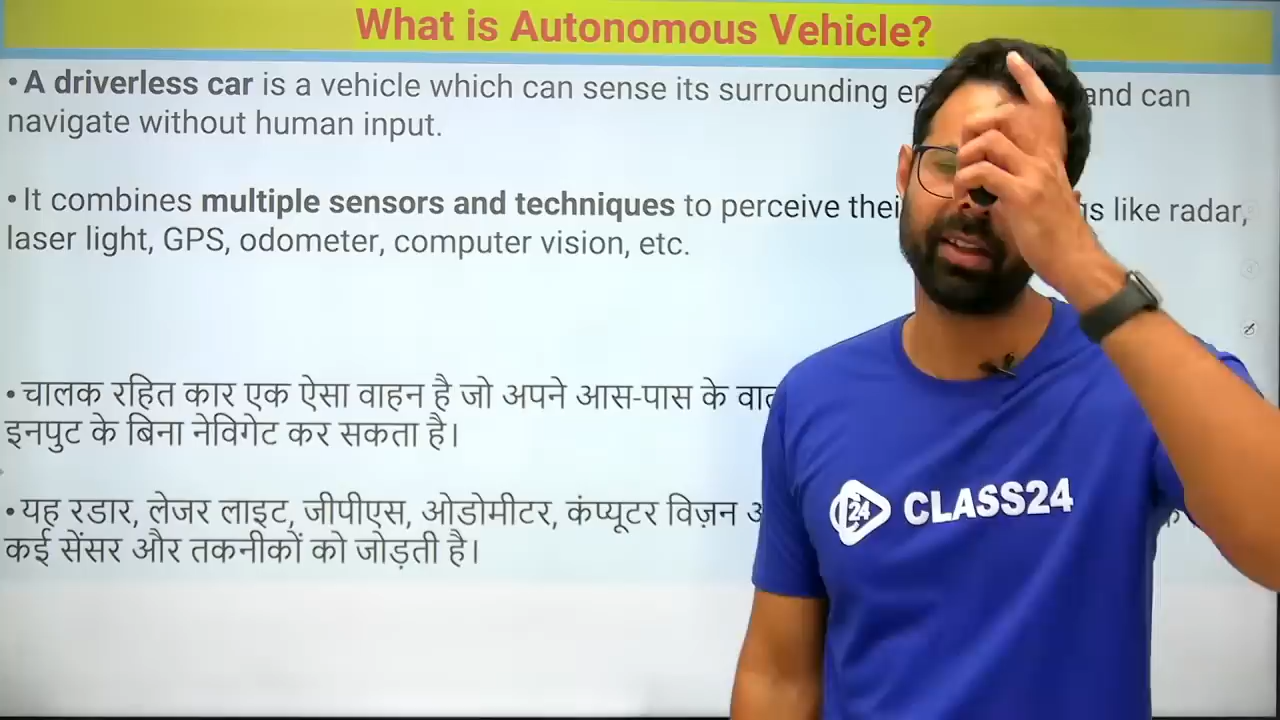 What is Autonomous Vehicle?
• A driverless car is a vehicle which can sense its surrounding and can
navigate without human input.
• It combines multiple sensors and techniques to perceive like radar,
laser light, GPS, odometer, computer vision, etc.
• चालक रहित कार एक ऐसा वाहन है जो अपने आस-पास के
इनपुट के बिना नेविगेट कर सकता है।
• यह रडार, लेजर लाइट, जीपीएस, ओडोमीटर, कंप्यूटर विज़न
कई सेंसर और तकनीकों को जोड़ती है।
24 CLASS24